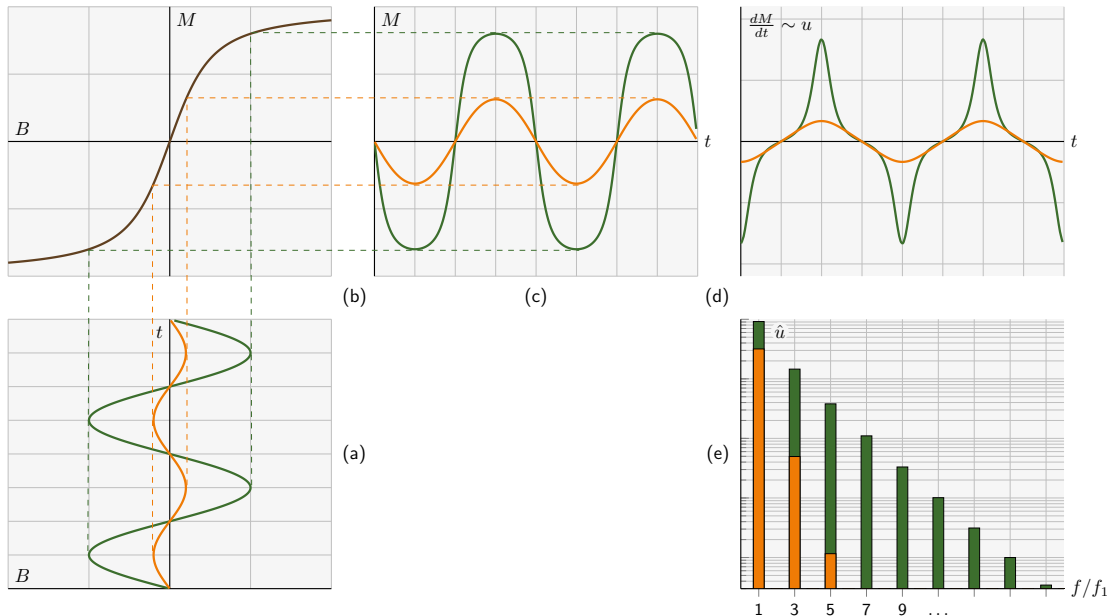 M
B
(b)
M
t
(c)
dM/dt ∼ u
t
(d)
t
B
(a)
(e)
û
f/f₁
1 3 5 7 9 ...